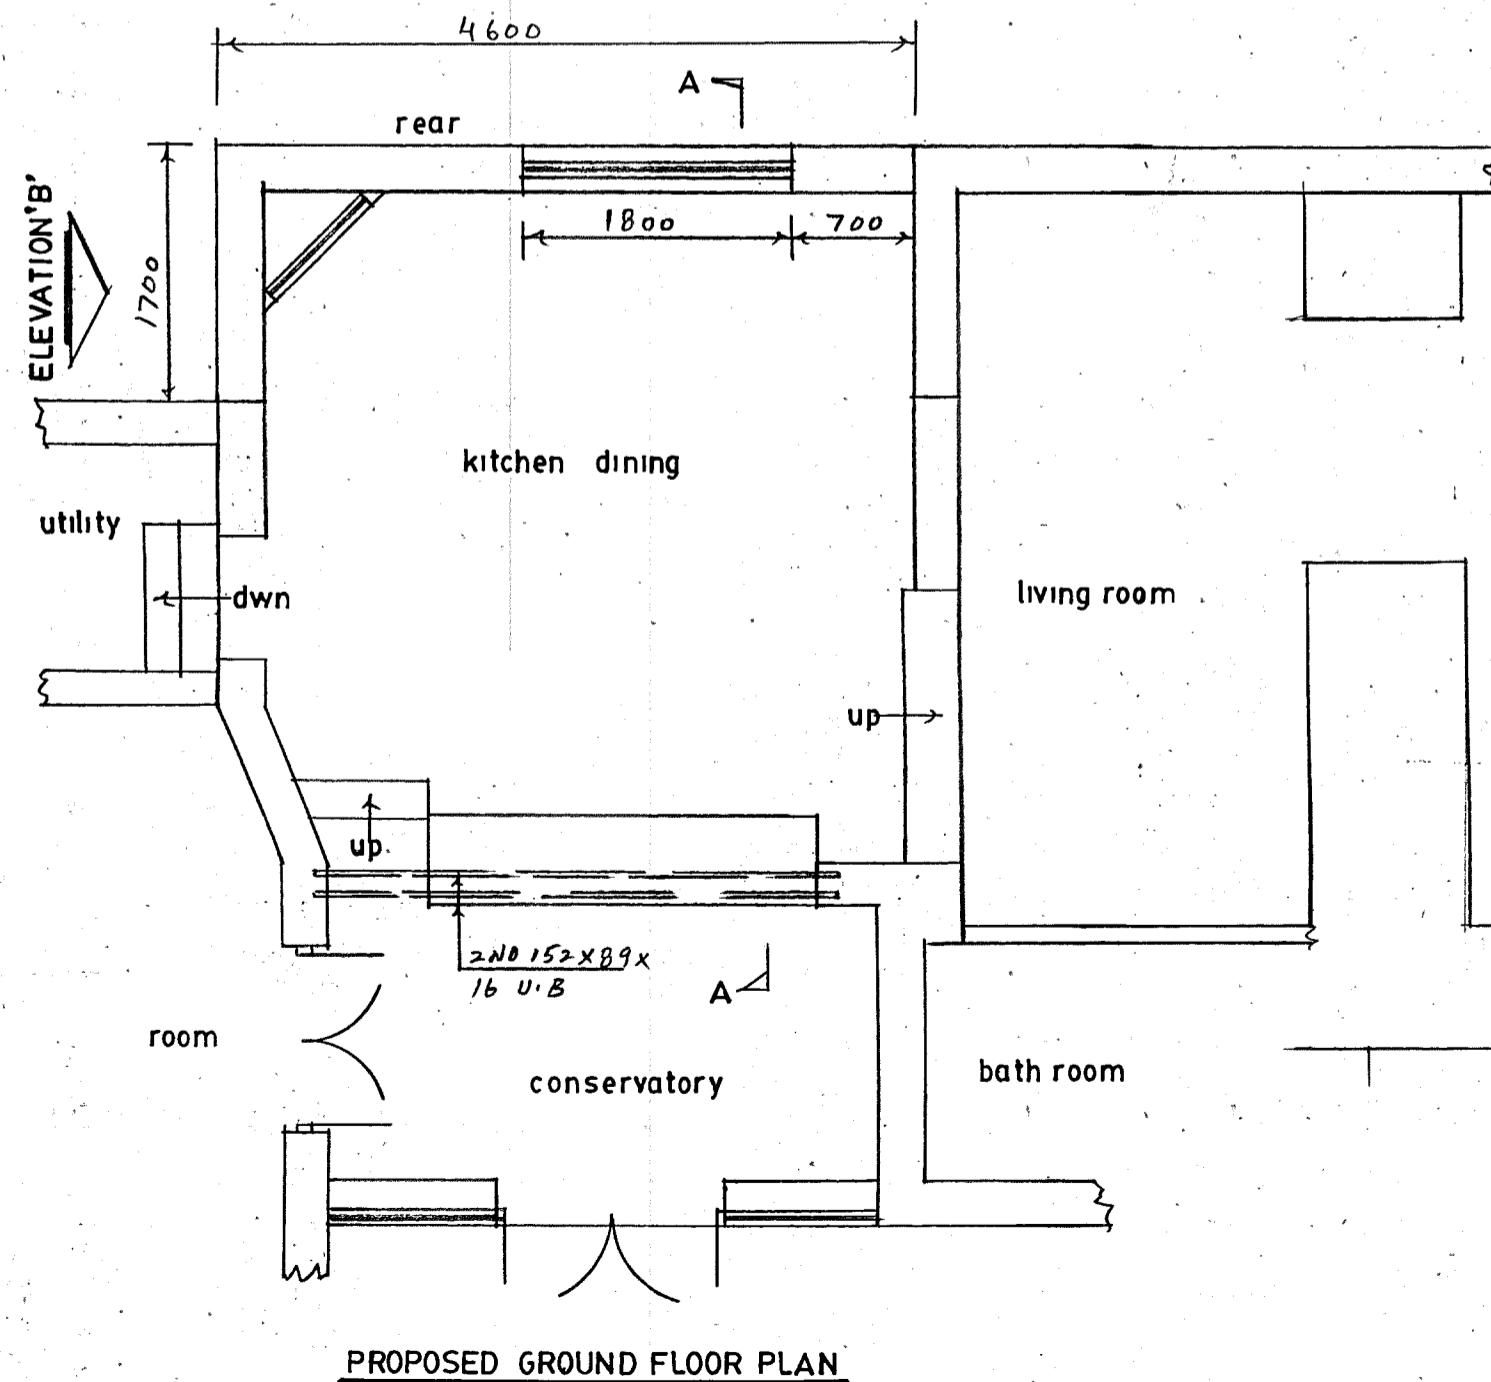 4600
A
rear
ELEVATION 'B'
1700
1800
700
kitchen dining
utility
dwn
living room
up
up.
2NO 152X89X
16 U.B
A
room
conservatory
bath room
PROPOSED GROUND FLOOR PLAN